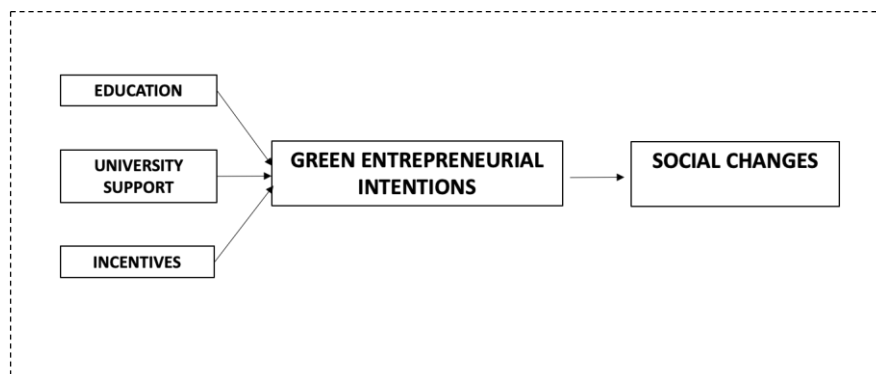 EDUCATION
UNIVERSITY
SUPPORT
INCENTIVES
GREEN ENTREPRENEURIAL
INTENTIONS
SOCIAL CHANGES